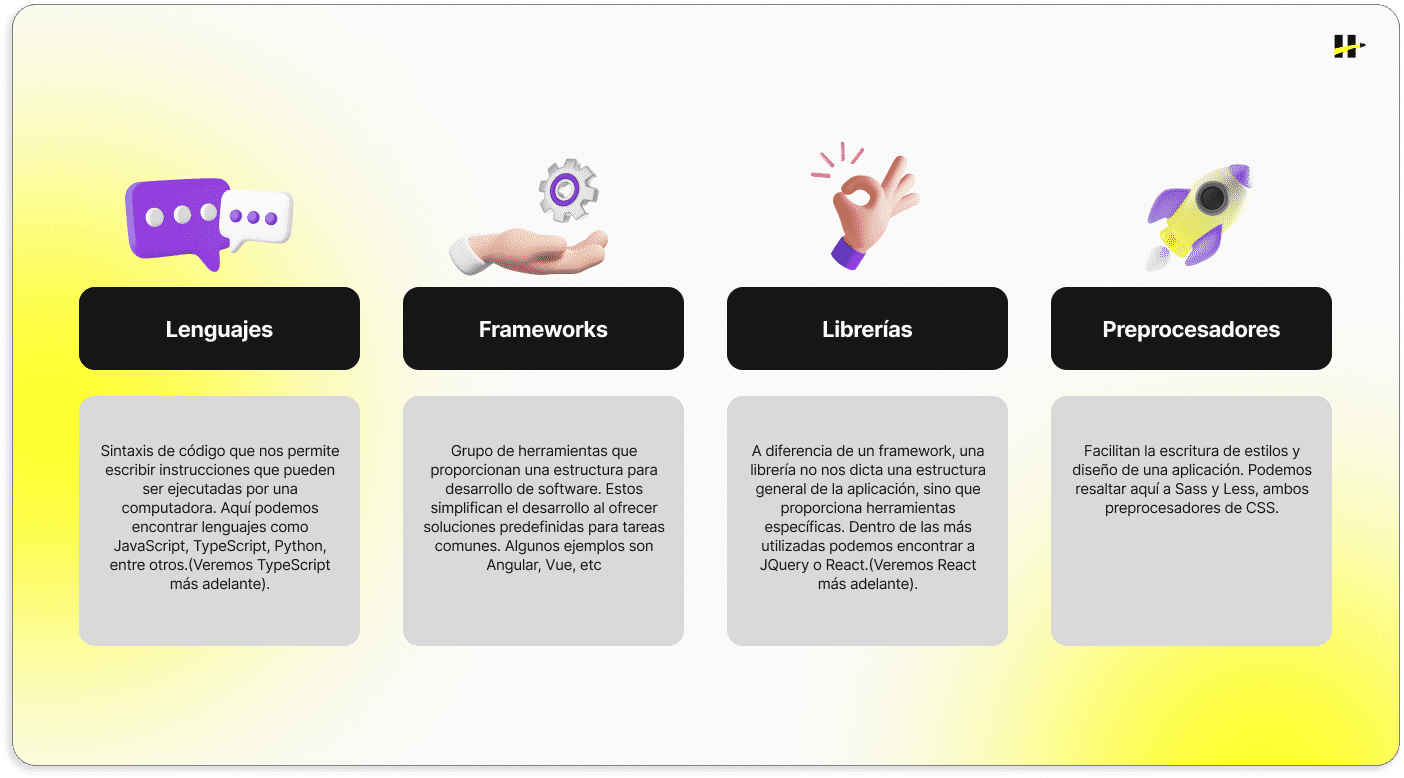 Lenguajes
Sintaxis de código que nos permite
escribir instrucciones que pueden
ser ejecutadas por una
computadora. Aquí podemos
encontrar lenguajes como
JavaScript, TypeScript, Python,
entre otros.(Veremos TypeScript
más adelante).
Frameworks
Grupo de herramientas que
proporcionan una estructura para
desarrollo de software. Estos
simplifican el desarrollo al ofrecer
soluciones predefinidas para tareas
comunes. Algunos ejemplos son
Angular, Vue, etc
Librerías
A diferencia de un framework, una
librería no nos dicta una estructura
general de la aplicación, sino que
proporciona herramientas
específicas. Dentro de las más
utilizadas podemos encontrar a
JQuery o React.(Veremos React
más adelante).
Preprocesadores
Facilitan la escritura de estilos y
diseño de una aplicación. Podemos
resaltar aquí a Sass y Less, ambos
preprocesadores de CSS.